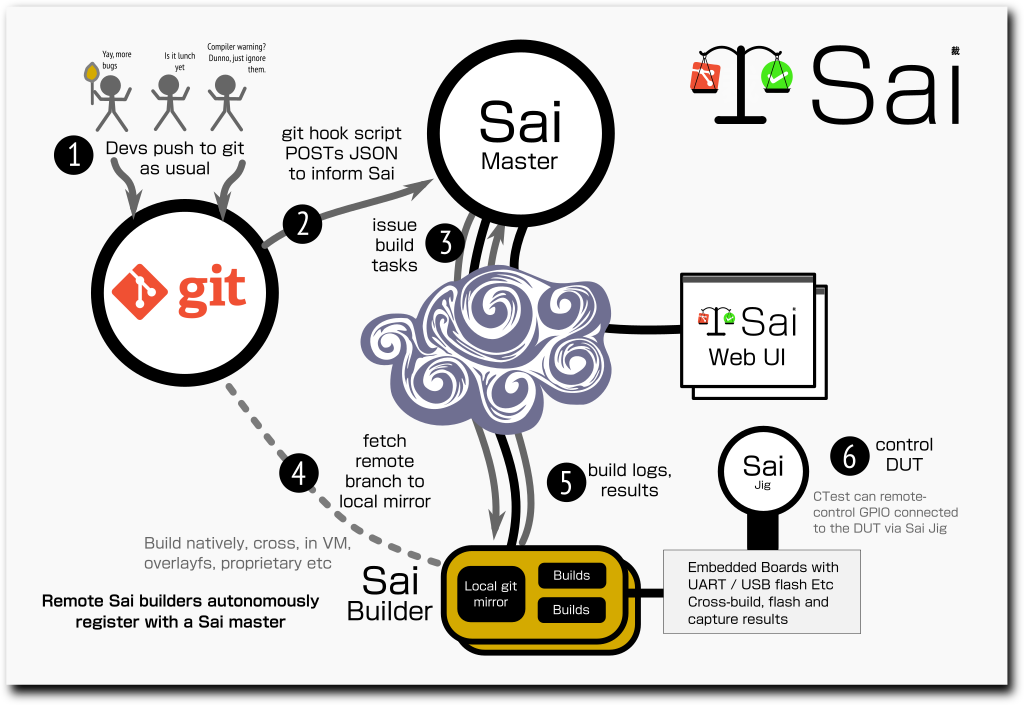 Yay, more
bugs
Is it lunch
yet
Compiler warning?
Dunno, just ignore
them.
裁
Sai
1
Devs push to git
as usual
git hook script
POSTs JSON
to inform Sai
2
Sai
Master
issue
build
tasks
3
git
Sai
Web UI
fetch
remote
branch to
local mirror
4
5
build logs,
results
Sai
Jig
6
control
DUT
CTest can remote-
control GPIO connected
to the DUT via Sai Jig
Build natively, cross, in VM,
overlayfs, proprietary etc
Remote Sai builders autonomously
register with a Sai master
Sai
Builder
Local git
mirror
Builds
Builds
Embedded Boards with
UART / USB flash Etc
Cross-build, flash and
capture results